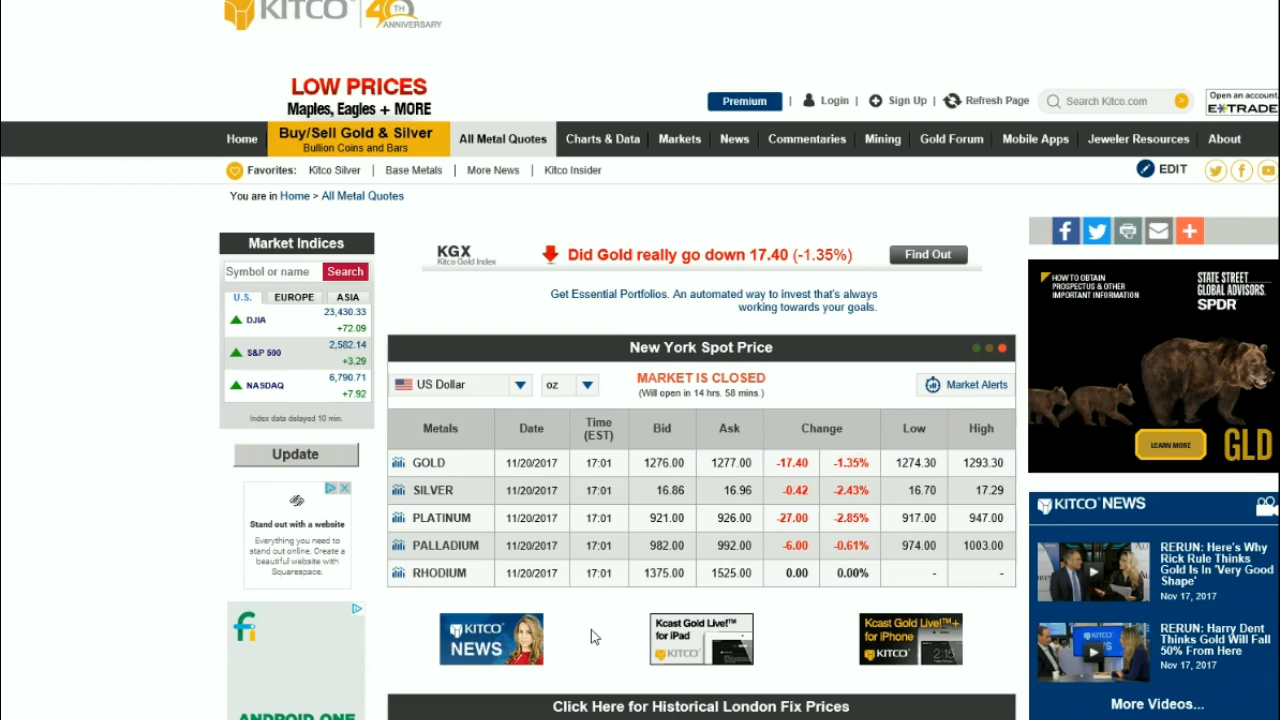 KITCO
40TH
ANNIVERSARY
LOW PRICES
Maples, Eagles + MORE
Premium | Login | Sign Up | Refresh Page
Search Kitco.com
Open an account
E*TRADE
Home
Buy/Sell Gold & Silver
Bullion Coins and Bars
All Metal Quotes
Charts & Data
Markets
News
Commentaries
Mining
Gold Forum
Mobile Apps
Jeweler Resources
About
Favorites: Kitco Silver | Base Metals | More News | Kitco Insider
EDIT
You are in Home > All Metal Quotes
Market Indices
Symbol or name Search
U.S. EUROPE ASIA
DJIA 23,430.33
+72.09
S&P 500 2,582.14
+3.29
NASDAQ 6,790.71
+7.92
Index data delayed 10 min.
Update
Stand out with a website
Everything you need to
stand out online. Create a
beautiful website with
Squarespace.
fi
ANDROID ONE
KGX
Kitco Gold Index
Did Gold really go down 17.40 (-1.35%)
Find Out
Get Essential Portfolios. An automated way to invest that's always
working towards your goals.
New York Spot Price
US Dollar
oz
MARKET IS CLOSED
(Will open in 14 hrs. 58 mins.)
Market Alerts
Metals Date Time (EST) Bid Ask Change Low High
GOLD 11/20/2017 17:01 1276.00 1277.00 -17.40 -1.35% 1274.30 1293.30
SILVER 11/20/2017 17:01 16.86 16.96 -0.42 -2.43% 16.70 17.29
PLATINUM 11/20/2017 17:01 921.00 926.00 -27.00 -2.85% 917.00 947.00
PALLADIUM 11/20/2017 17:01 982.00 992.00 -6.00 -0.61% 974.00 1003.00
RHODIUM 11/20/2017 17:01 1375.00 1525.00 0.00 0.00% - -
KITCO
NEWS
Kcast Gold Live!™
for iPad
KITCO
Kcast Gold Live!™+
for iPhone
KITCO
2:15
Click Here for Historical London Fix Prices
HOW TO OBTAIN
PROSPECTUS & OTHER
IMPORTANT INFORMATION
STATE STREET
GLOBAL ADVISORS.
SPDR
LEARN MORE
GLD
KITCO NEWS
RERUN: Here's Why
Rick Rule Thinks
Gold Is In 'Very Good
Shape'
Nov 17, 2017
RERUN: Harry Dent
Thinks Gold Will Fall
50% From Here
Nov 17, 2017
More Videos...